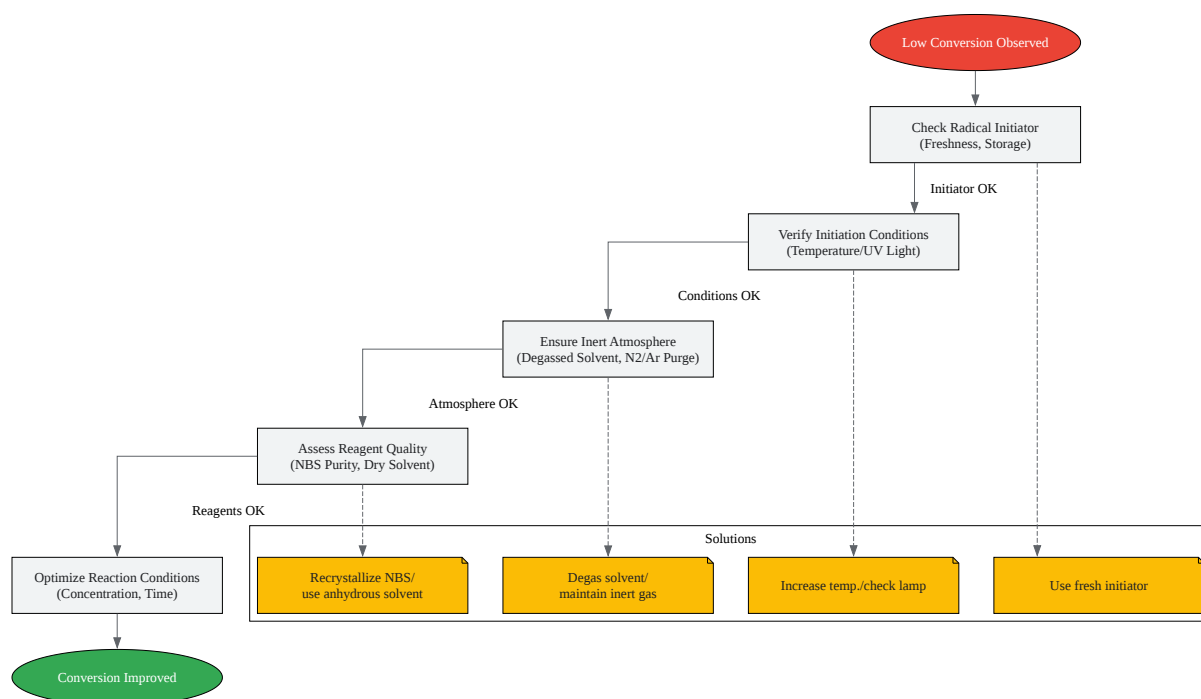 Low Conversion Observed
Check Radical Initiator
(Freshness, Storage)
Initiator OK
Verify Initiation Conditions
(Temperature/UV Light)
Conditions OK
Ensure Inert Atmosphere
(Degassed Solvent, N2/Ar Purge)
Atmosphere OK
Assess Reagent Quality
(NBS Purity, Dry Solvent)
Reagents OK
Solutions
Optimize Reaction Conditions
(Concentration, Time)
Recrystallize NBS/
use anhydrous solvent
Degas solvent/
maintain inert gas
Increase temp./check lamp
Use fresh initiator
Conversion Improved